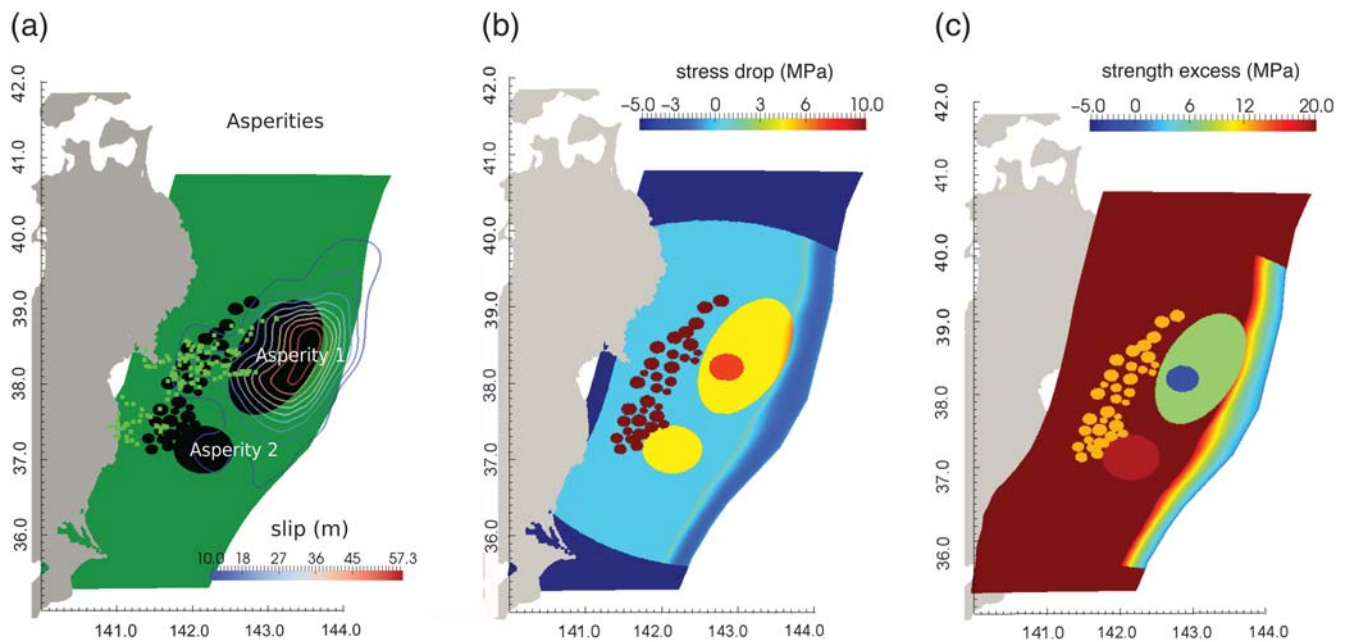 (a)
Asperities
42.0
41.0
40.0
39.0
38.0
37.0
36.0
Asperity 1
Asperity 2
slip (m)
10.0 18 27 36 45 57.3
141.0 142.0 143.0 144.0
(b)
stress drop (MPa)
−5.0 −3 0 3 6 10.0
42.0
41.0
40.0
39.0
38.0
37.0
36.0
141.0 142.0 143.0 144.0
(c)
strength excess (MPa)
−5.0 0 6 12 20.0
42.0
41.0
40.0
39.0
38.0
37.0
36.0
141.0 142.0 143.0 144.0